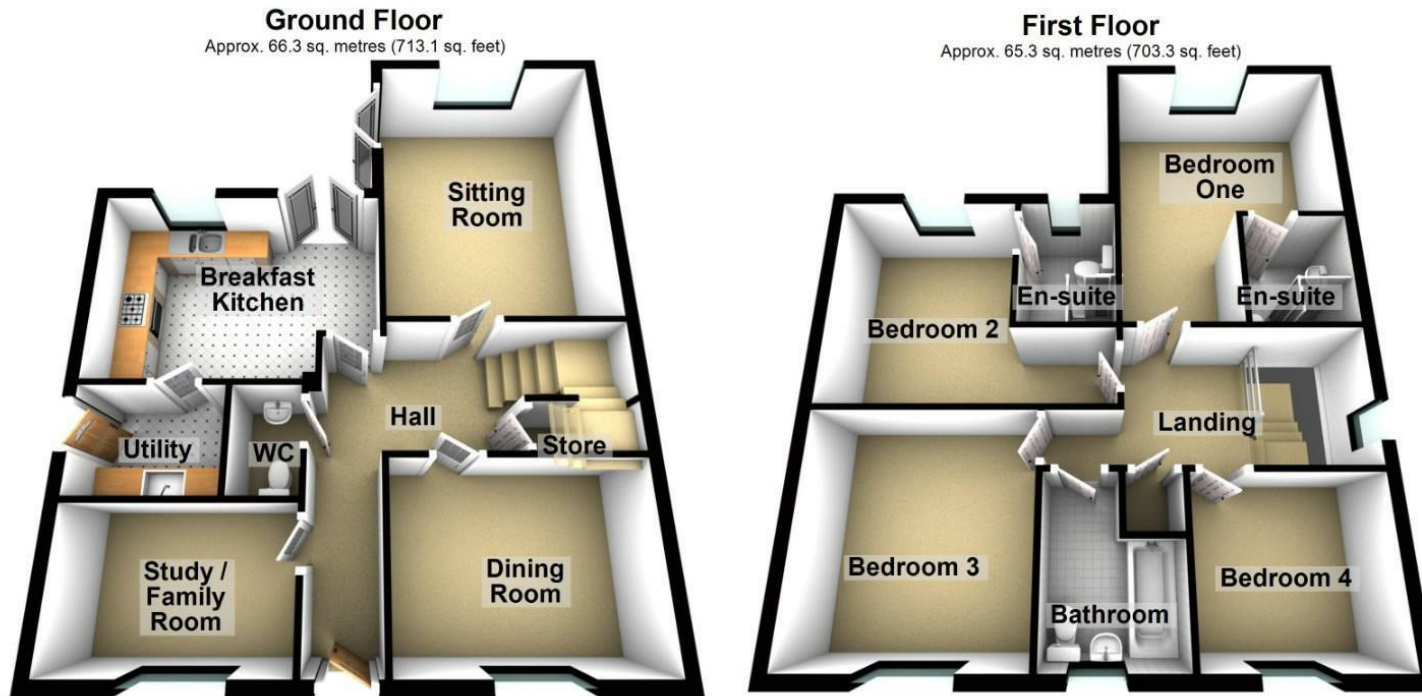 Ground Floor
Approx. 66.3 sq. metres (713.1 sq. feet)
Sitting
Room
Breakfast
Kitchen
Hall
Store
Utility
WC
Study /
Family
Room
Dining
Room
First Floor
Approx. 65.3 sq. metres (703.3 sq. feet)
Bedroom
One
En-suite
En-suite
Bedroom 2
Landing
Bedroom 3
Bathroom
Bedroom 4